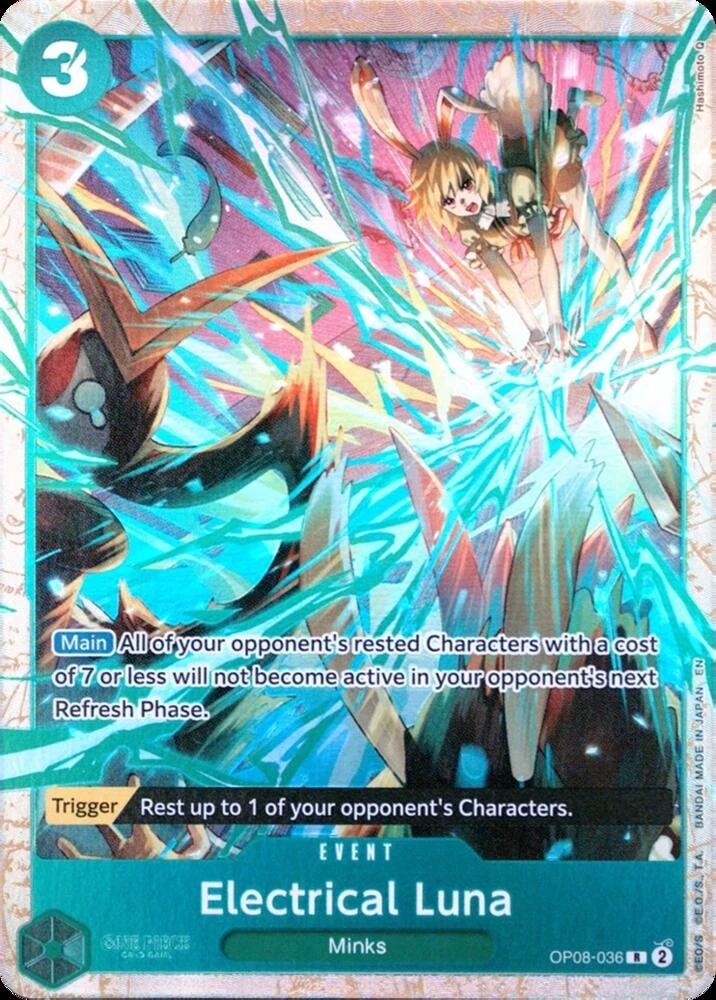 3
Hashimoto Q
Main All of your opponent's rested Characters with a cost
of 7 or less will not become active in your opponent's next
Refresh Phase.
Trigger Rest up to 1 of your opponent's Characters.
EVENT
Electrical Luna
Minks
ONE PIECE
CARD GAME
OP08-036 R 2
©E.O/S ©E.O./S., T.A. BANDAI MADE IN JAPAN EN